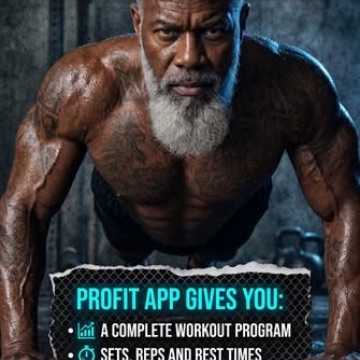 PROFIT APP GIVES YOU:
• A COMPLETE WORKOUT PROGRAM
• SETS, REPS AND REST TIMES